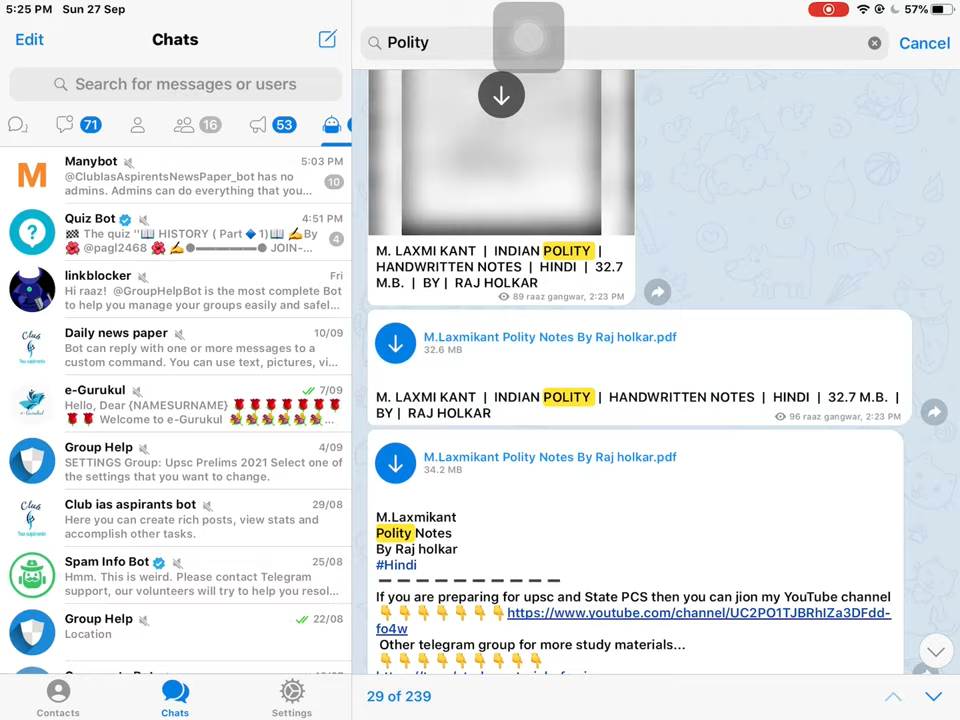 5:25 PM Sun 27 Sep
57%
Edit
Chats
Search for messages or users
71
16
53
Manybot
5:03 PM
@ClubIasAspirentsNewsPaper_bot has no
admins. Admins can do everything that you...
10
Quiz Bot
4:51 PM
🏁 The quiz "📖 HISTORY ( Part 🔷 1)📖 ✍️By
🌺 @pagl2468 🌺 ✍️●▬▬▬▬▬▬● JOIN-...
4
linkblocker
Fri
Hi raaz! @GroupHelpBot is the most complete Bot
to help you manage your groups easily and safel...
Daily news paper
10/09
Bot can reply with one or more messages to a
custom command. You can use text, pictures, vi...
e-Gurukul
7/09
Hello, Dear {NAMESURNAME} 🌹🌹🌹🌹🌹🌹🌹
🌹🌹 Welcome to e-Gurukul 💐💐💐💐💐💐...
Group Help
4/09
SETTINGS Group: Upsc Prelims 2021 Select one of
the settings that you want to change.
Club ias aspirants bot
29/08
Here you can create rich posts, view stats and
accomplish other tasks.
Spam Info Bot
25/08
Hmm. This is weird. Please contact Telegram
support, our volunteers will try to help you resol...
Group Help
22/08
Location
Contacts
Chats
Settings
Polity
Cancel
M. LAXMI KANT | INDIAN POLITY |
HANDWRITTEN NOTES | HINDI | 32.7
M.B. | BY | RAJ HOLKAR
89 raaz gangwar, 2:23 PM
M.Laxmikant Polity Notes By Raj holkar.pdf
32.6 MB
M. LAXMI KANT | INDIAN POLITY | HANDWRITTEN NOTES | HINDI | 32.7 M.B. |
BY | RAJ HOLKAR
96 raaz gangwar, 2:23 PM
M.Laxmikant Polity Notes By Raj holkar.pdf
34.2 MB
M.Laxmikant
Polity Notes
By Raj holkar
#Hindi
— — — — — — — — — —
If you are preparing for upsc and State PCS then you can jion my YouTube channel
👇👇👇👇👇👇👇https://www.youtube.com/channel/UC2PO1TJBRhIZa3DFdd-
fo4w
Other telegram group for more study materials...
👇👇👇👇👇👇👇👇👇
29 of 239